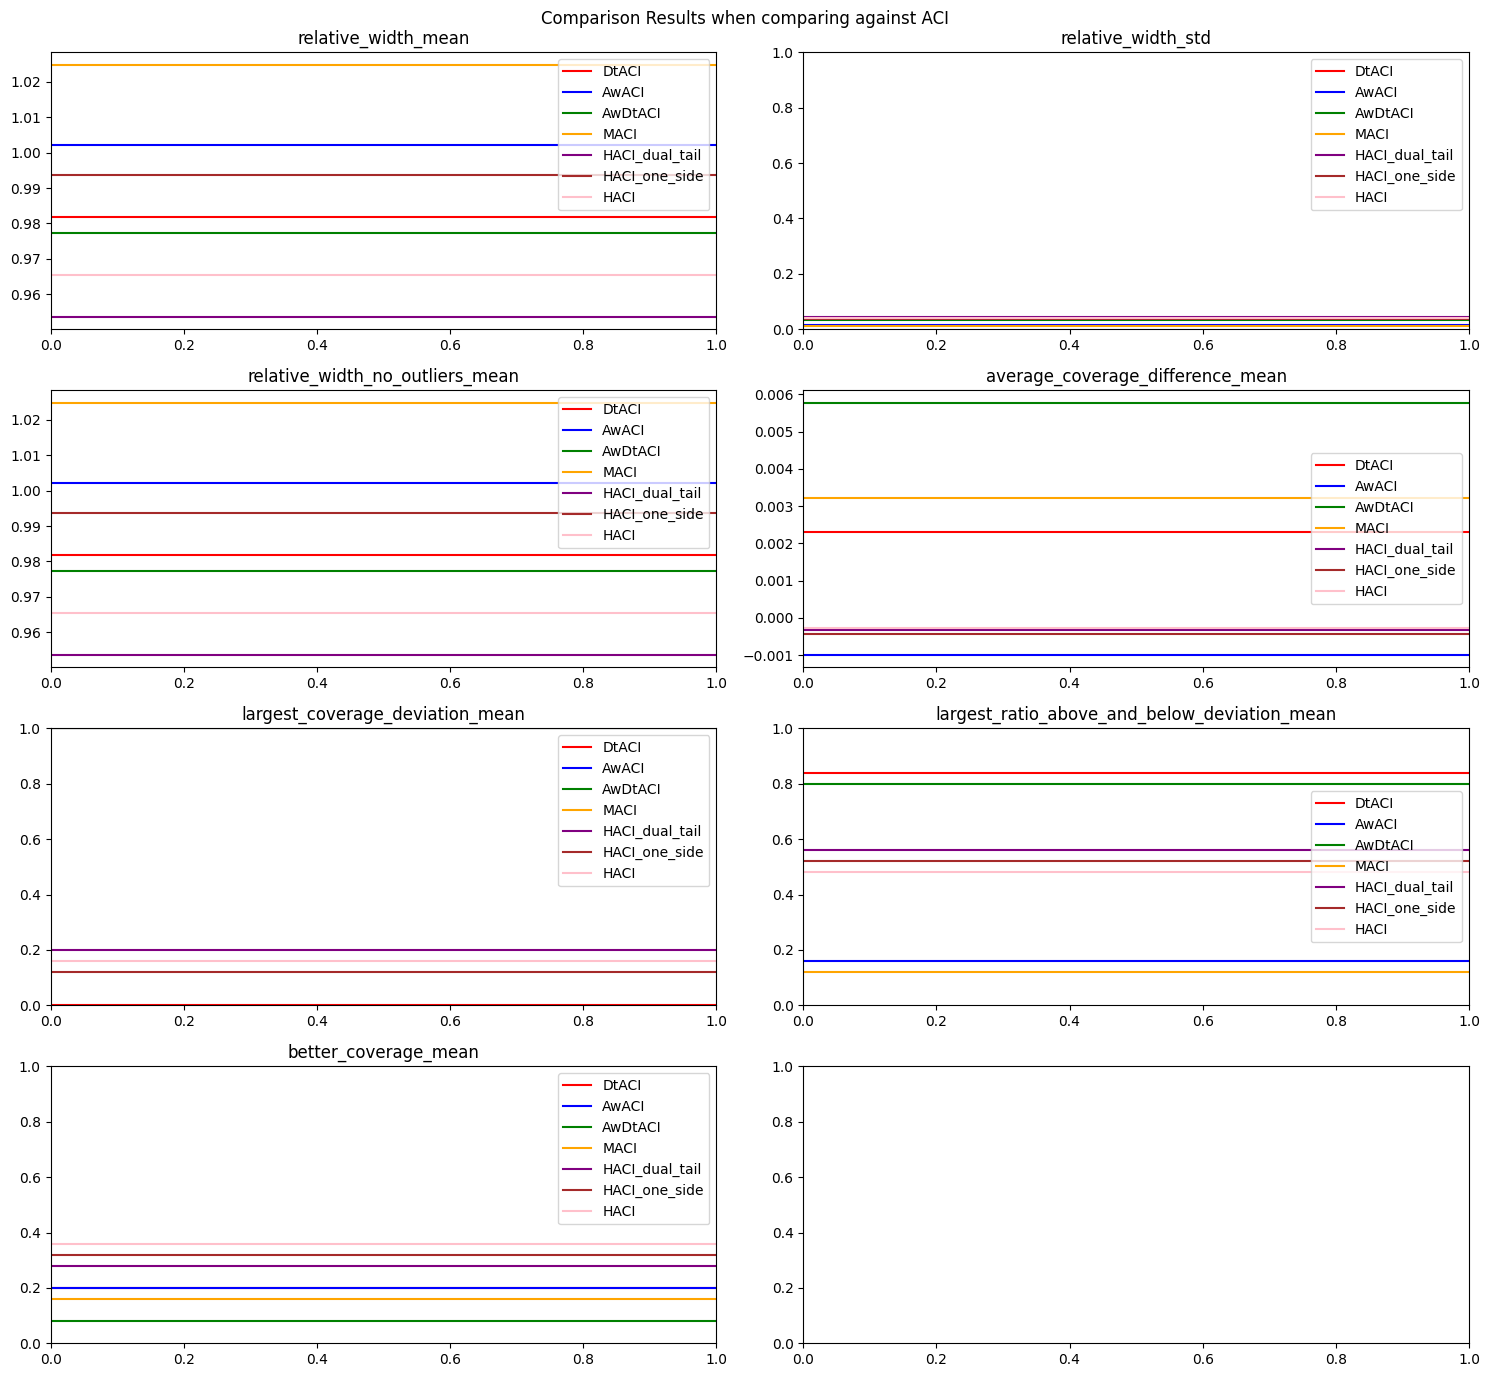 Comparison Results when comparing against ACI
relative_width_mean
1.02
1.01
1.00
0.99
0.98
0.97
0.96
0.0 0.2 0.4 0.6 0.8 1.0
DtACI
AwACI
AwDtACI
MACI
HACI_dual_tail
HACI_one_side
HACI
relative_width_std
1.0
0.8
0.6
0.4
0.2
0.0
0.0 0.2 0.4 0.6 0.8 1.0
DtACI
AwACI
AwDtACI
MACI
HACI_dual_tail
HACI_one_side
HACI
relative_width_no_outliers_mean
1.02
1.01
1.00
0.99
0.98
0.97
0.96
0.0 0.2 0.4 0.6 0.8 1.0
DtACI
AwACI
AwDtACI
MACI
HACI_dual_tail
HACI_one_side
HACI
average_coverage_difference_mean
0.006
0.005
0.004
0.003
0.002
0.001
0.000
−0.001
0.0 0.2 0.4 0.6 0.8 1.0
DtACI
AwACI
AwDtACI
MACI
HACI_dual_tail
HACI_one_side
HACI
largest_coverage_deviation_mean
1.0
0.8
0.6
0.4
0.2
0.0
0.0 0.2 0.4 0.6 0.8 1.0
DtACI
AwACI
AwDtACI
MACI
HACI_dual_tail
HACI_one_side
HACI
largest_ratio_above_and_below_deviation_mean
1.0
0.8
0.6
0.4
0.2
0.0
0.0 0.2 0.4 0.6 0.8 1.0
DtACI
AwACI
AwDtACI
MACI
HACI_dual_tail
HACI_one_side
HACI
better_coverage_mean
1.0
0.8
0.6
0.4
0.2
0.0
0.0 0.2 0.4 0.6 0.8 1.0
DtACI
AwACI
AwDtACI
MACI
HACI_dual_tail
HACI_one_side
HACI
1.0
0.8
0.6
0.4
0.2
0.0
0.0 0.2 0.4 0.6 0.8 1.0